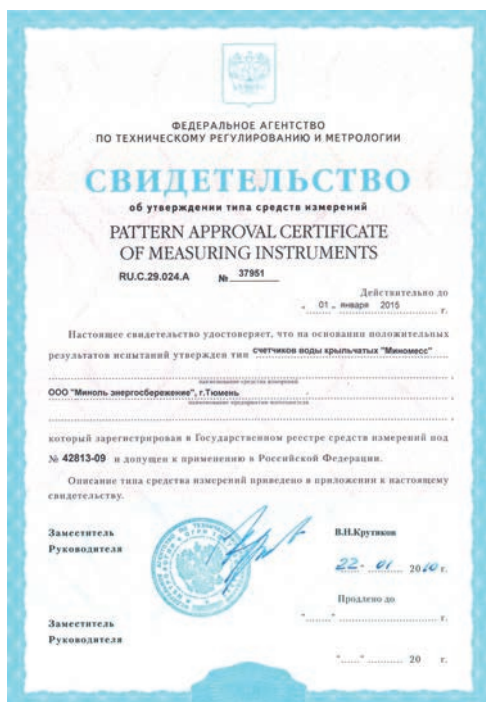 ФЕДЕРАЛЬНОЕ АГЕНТСТВО
ПО ТЕХНИЧЕСКОМУ РЕГУЛИРОВАНИЮ И МЕТРОЛОГИИ
СВИДЕТЕЛЬСТВО
об утверждении типа средств измерений
PATTERN APPROVAL CERTIFICATE
OF MEASURING INSTRUMENTS
RU.C.29.024.A № 37951
Действительно до
" 01 " января 2015 г.
Настоящее свидетельство удостоверяет, что на основании положительных
результатов испытаний утвержден тип счетчиков воды крыльчатых "Миномесс"
наименование средства измерений
ООО "Миноль энергосбережение", г.Тюмень
наименование предприятия-изготовителя
который зарегистрирован в Государственном реестре средств измерений под
№ 42813-09 и допущен к применению в Российской Федерации.
Описание типа средства измерений приведено в приложении к настоящему
свидетельству.
Заместитель
Руководителя
В.Н.Крутиков
22 - 01 2010 г.
Продлено до
"......" ............... г.
Заместитель
Руководителя
"......" ............ 20 г.